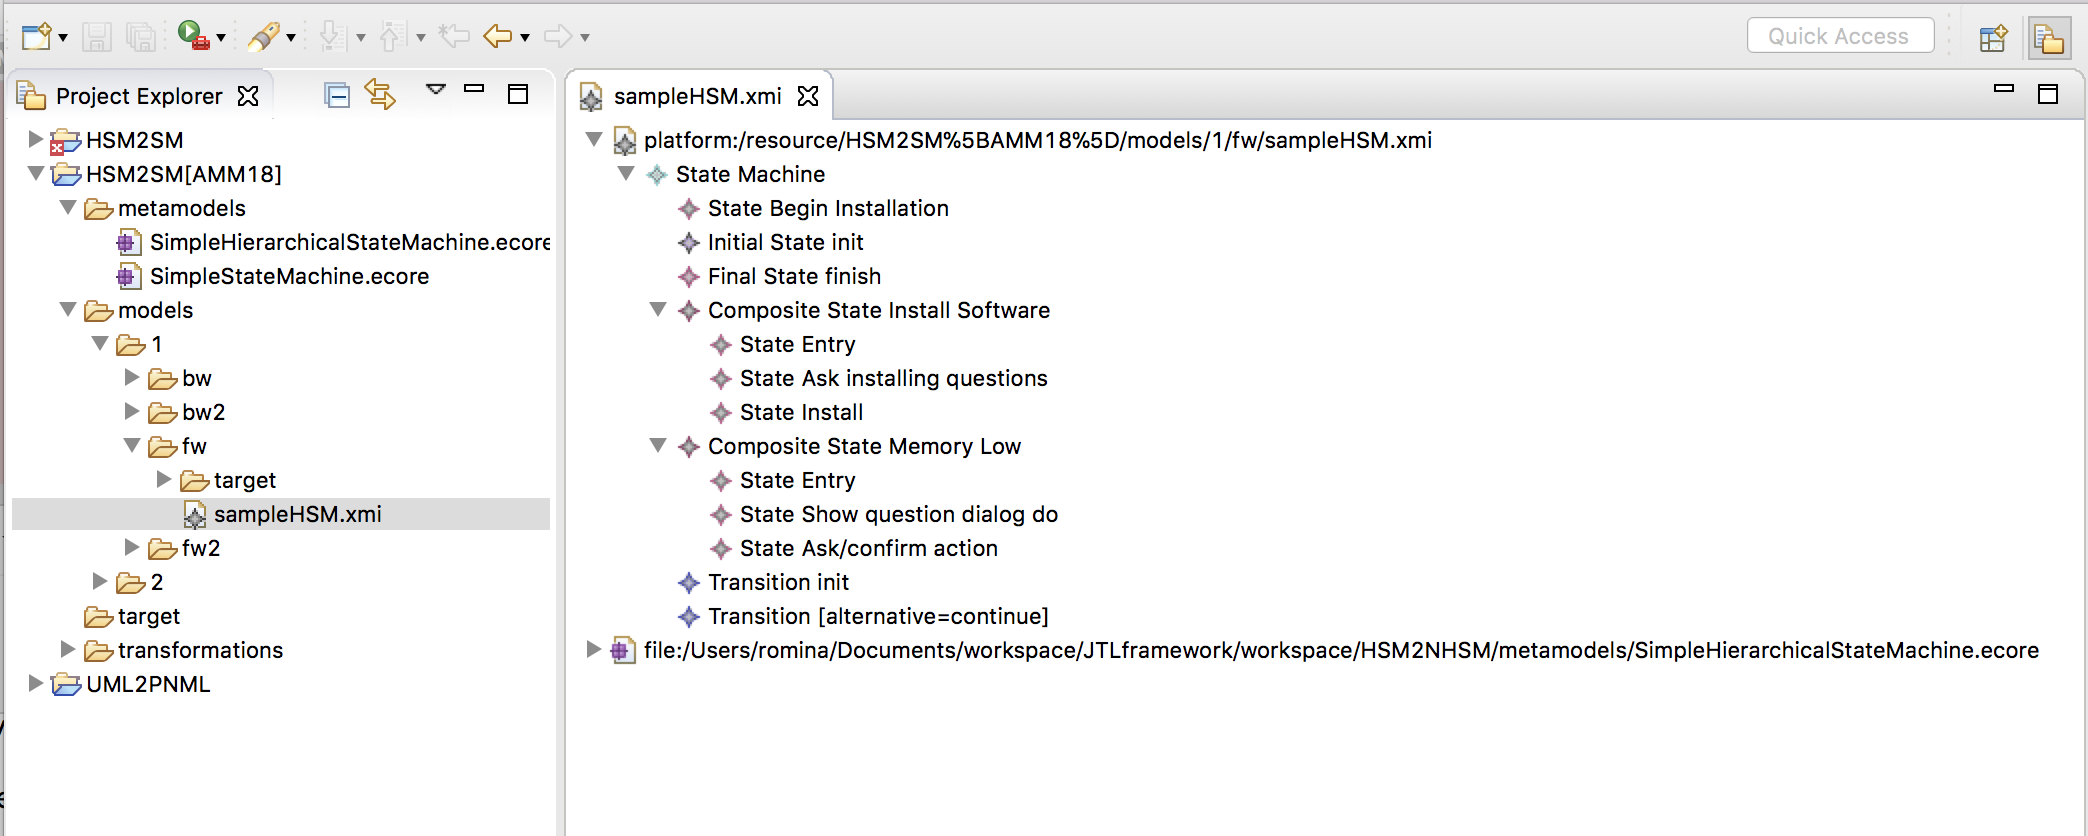 Quick Access
Project Explorer
HSM2SM
HSM2SM[AMM18]
metamodels
SimpleHierarchicalStateMachine.ecore
SimpleStateMachine.ecore
models
1
bw
bw2
fw
target
sampleHSM.xmi
fw2
2
target
transformations
UML2PNML
sampleHSM.xmi
platform:/resource/HSM2SM%5BAMM18%5D/models/1/fw/sampleHSM.xmi
State Machine
State Begin Installation
Initial State init
Final State finish
Composite State Install Software
State Entry
State Ask installing questions
State Install
Composite State Memory Low
State Entry
State Show question dialog do
State Ask/confirm action
Transition init
Transition [alternative=continue]
file:/Users/romina/Documents/workspace/JTLframework/workspace/HSM2NHSM/metamodels/SimpleHierarchicalStateMachine.ecore